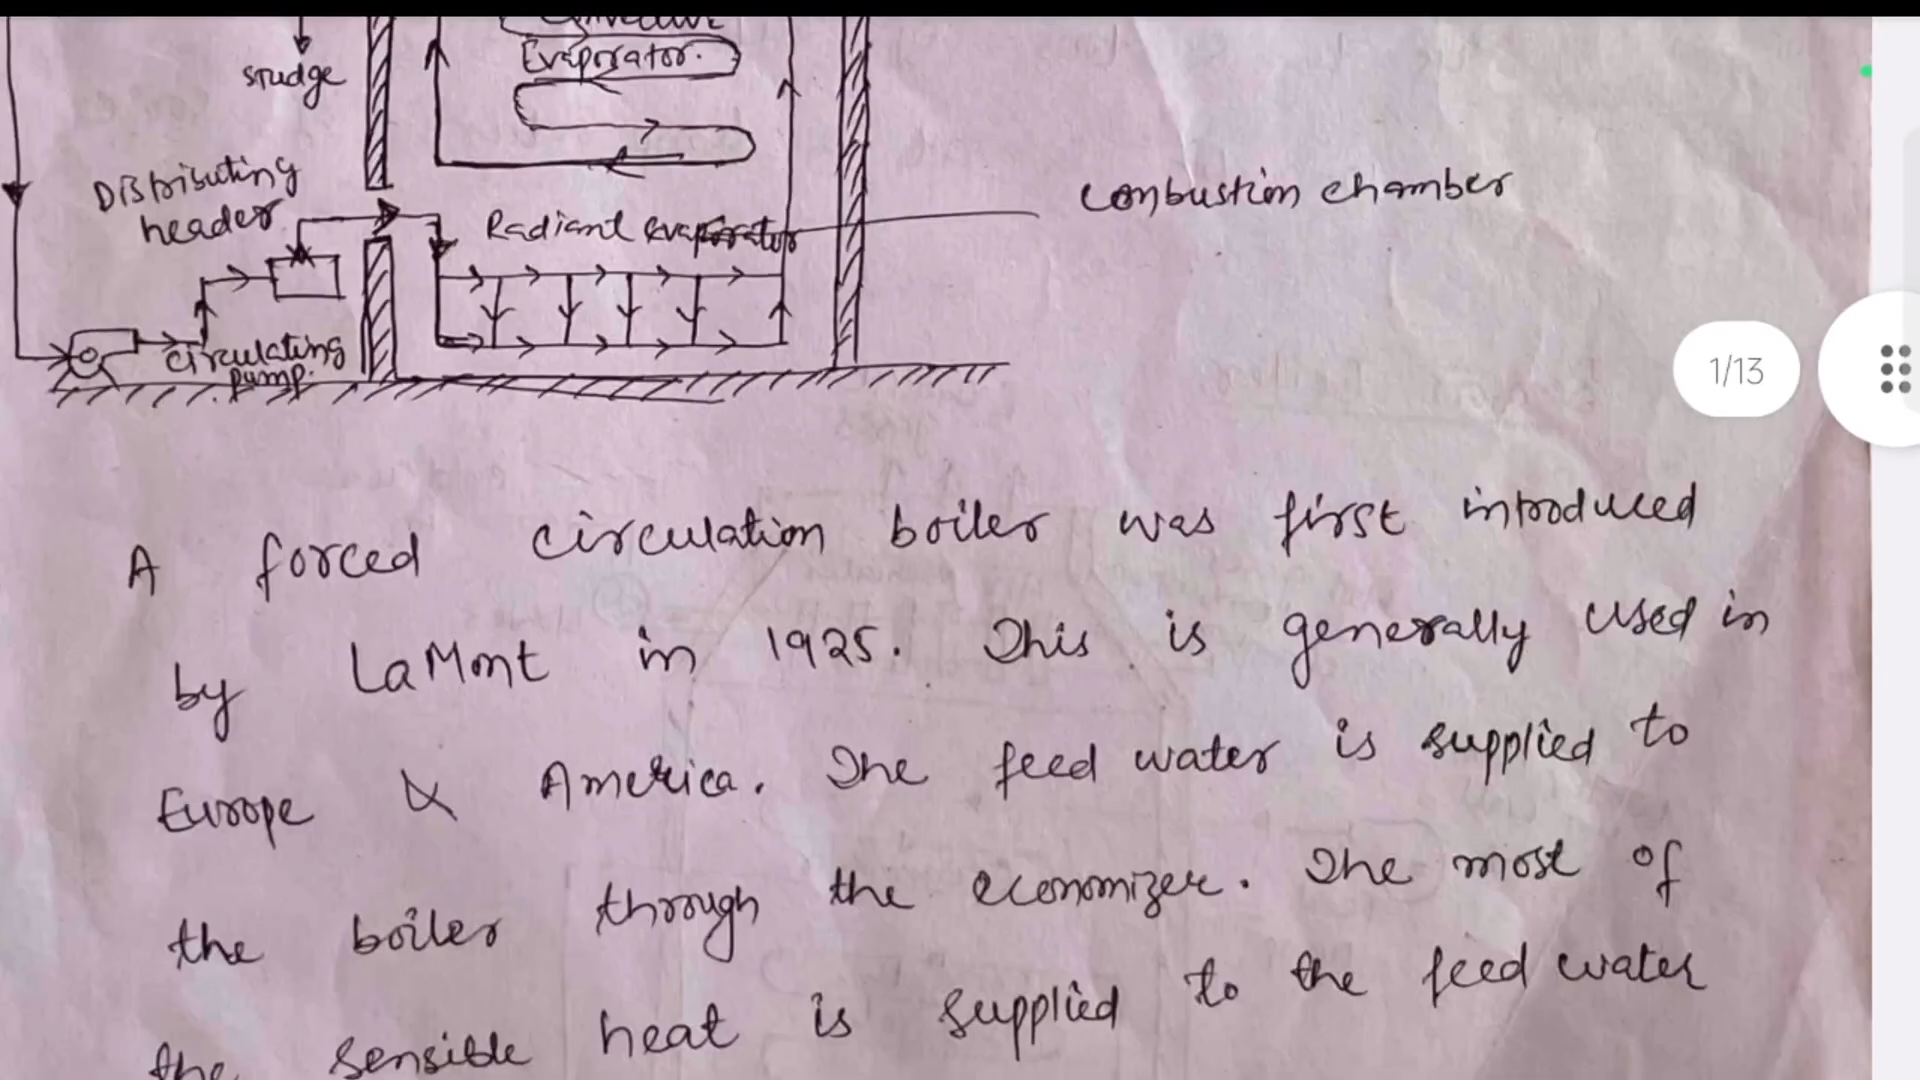 Convective
Evaporator.
sludge
Distributing
header
Radiant evaporator
combustion chamber
circulating
pump.
1/13
A forced circulation boiler was first introduced
by LaMont in 1925. This is generally used in
Europe & America. The feed water is supplied to
the boiler through the economizer. The most of
the sensible heat is supplied to the feed water